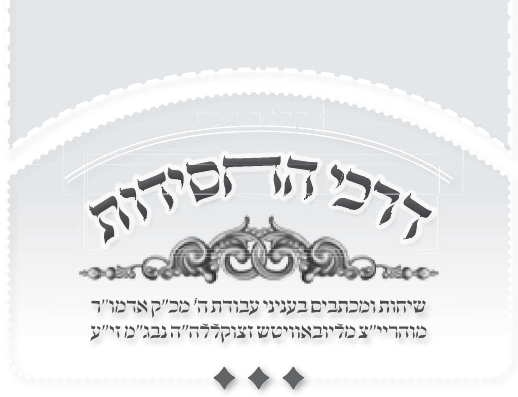 דרכי החסידות
שיחות ומכתבים בעניני עבודת ה׳ מכ״ק אדמו״ר
מוהריי״צ מליובאוויטש זצוקללה״ה נבג״מ זי״ע